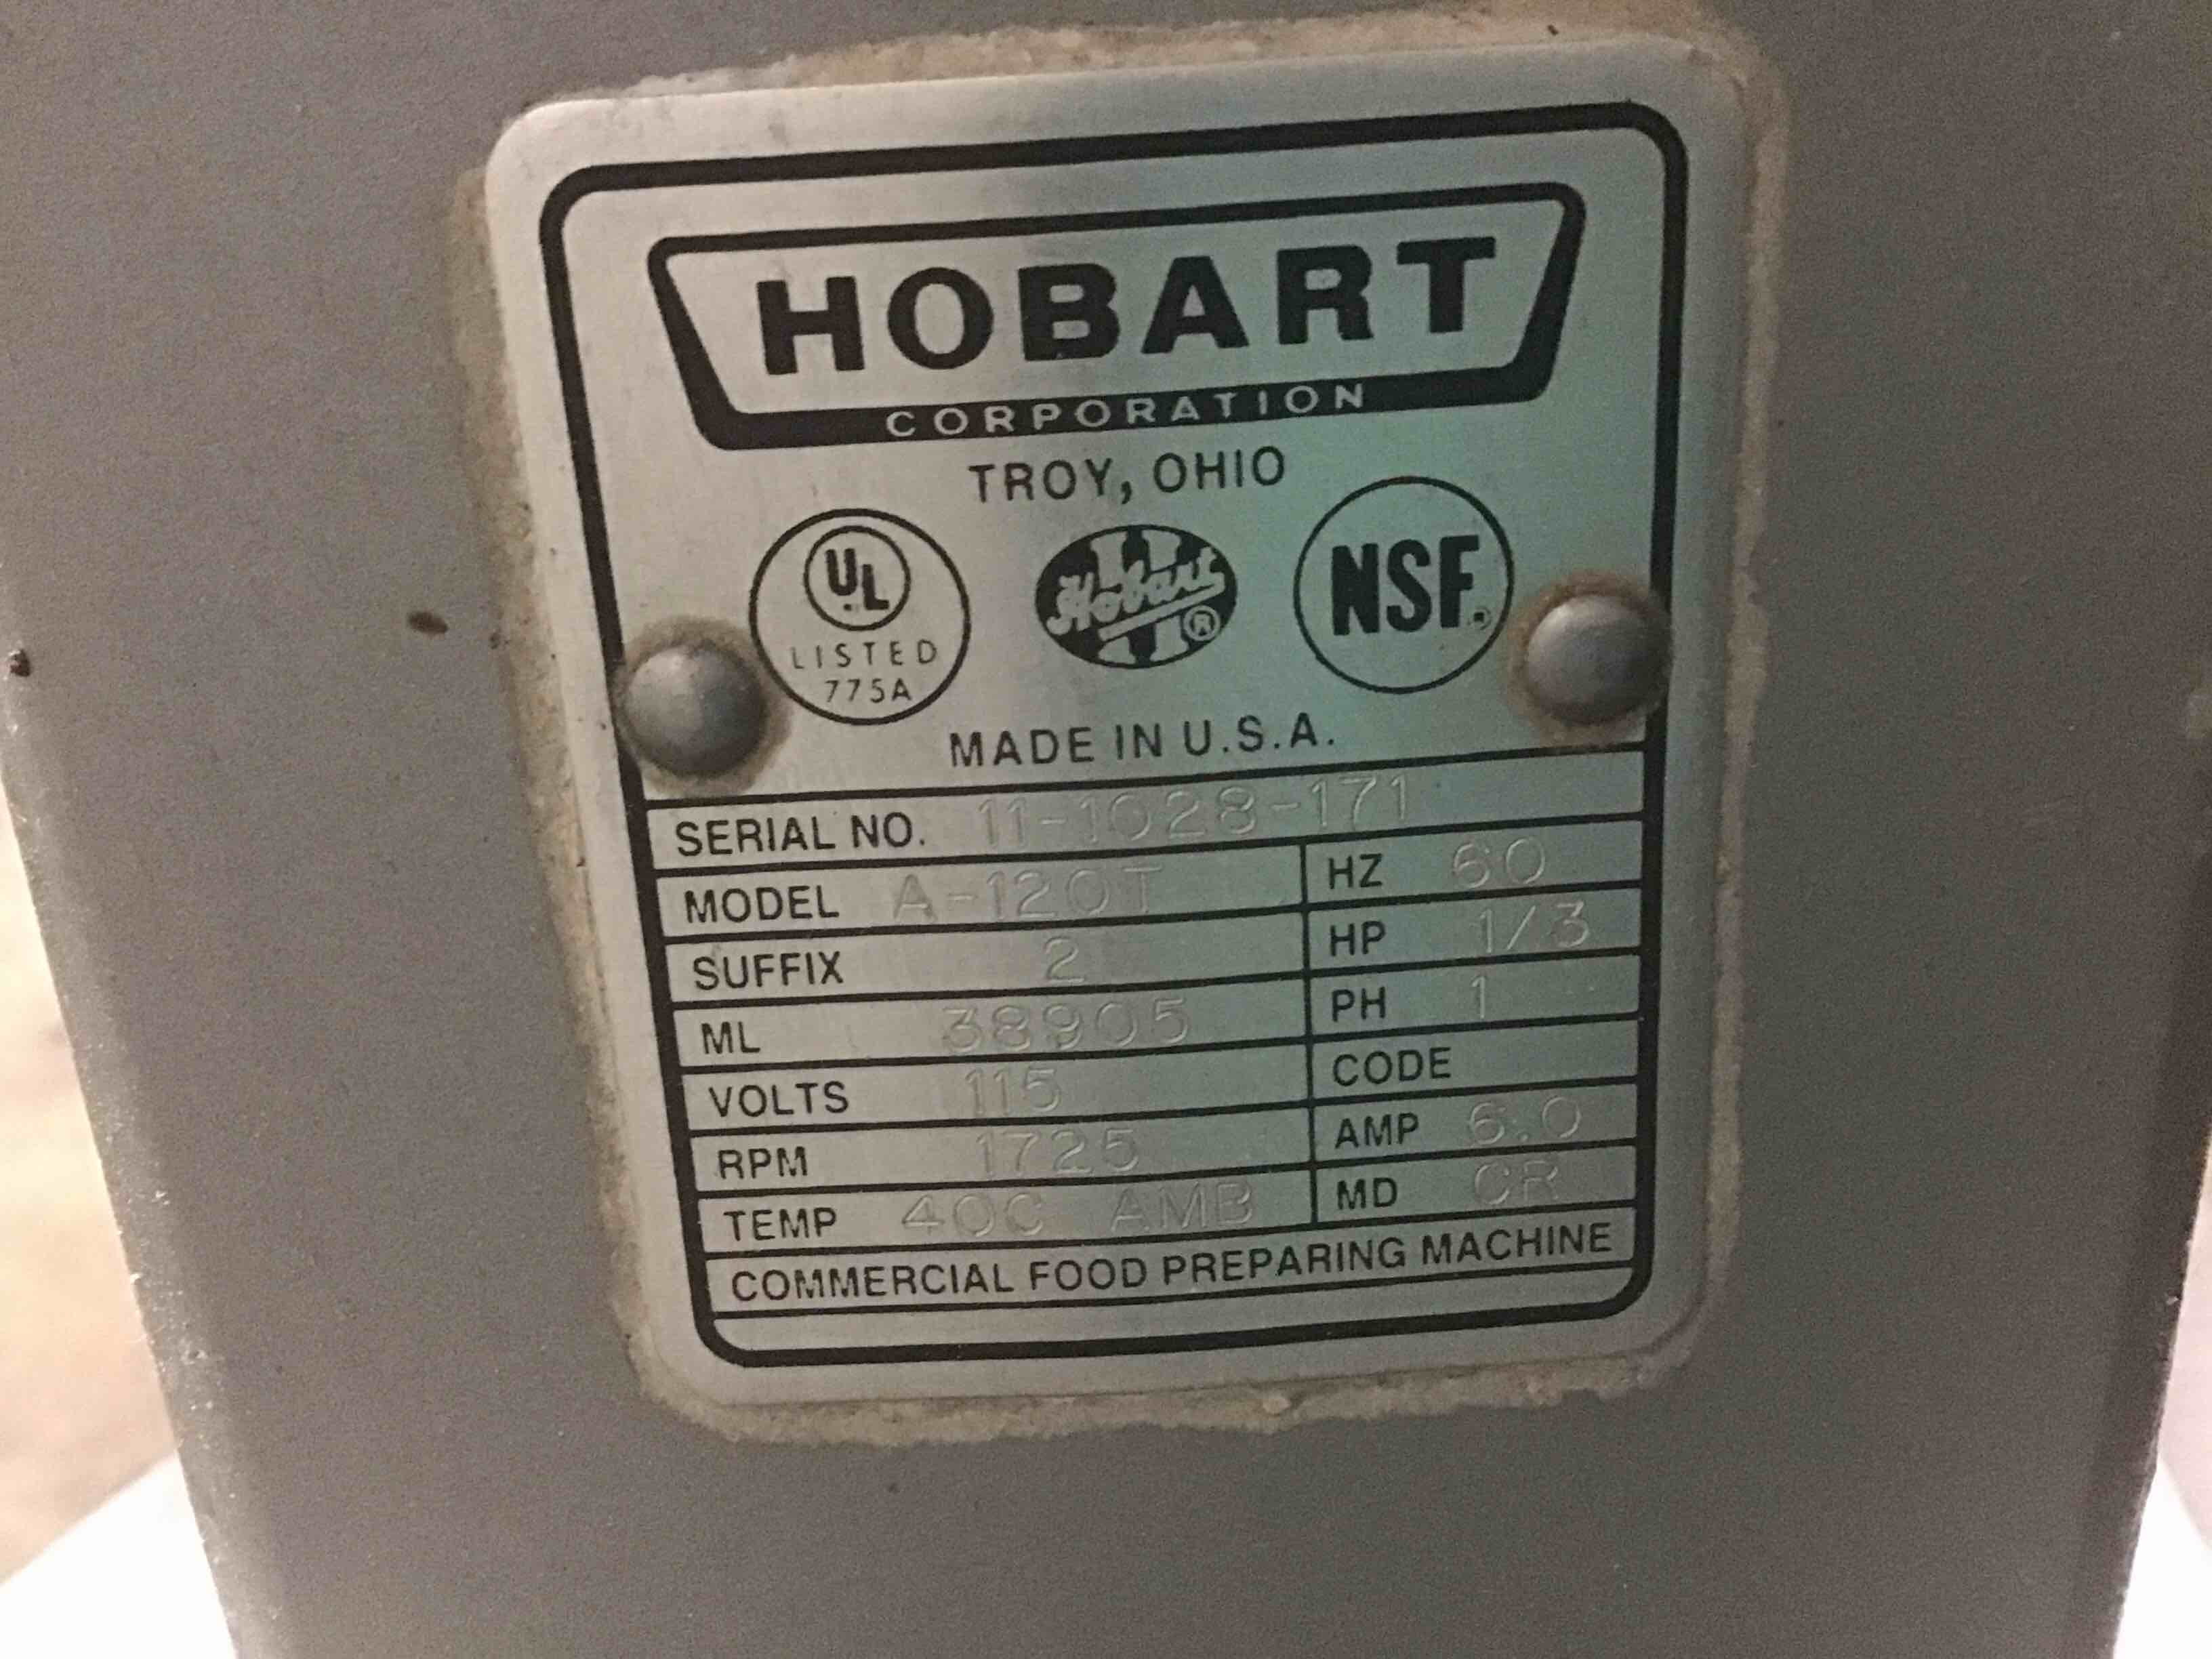 HOBART
CORPORATION
TROY, OHIO
UL
LISTED
775A
Hobart ®
NSF®
MADE IN U.S.A.
SERIAL NO. 11-1028-171
MODEL A-120T HZ 60
SUFFIX 2 HP 1/3
ML 38905 PH 1
VOLTS 115 CODE
RPM 1725 AMP 6.0
TEMP 40C AMB MD CR
COMMERCIAL FOOD PREPARING MACHINE